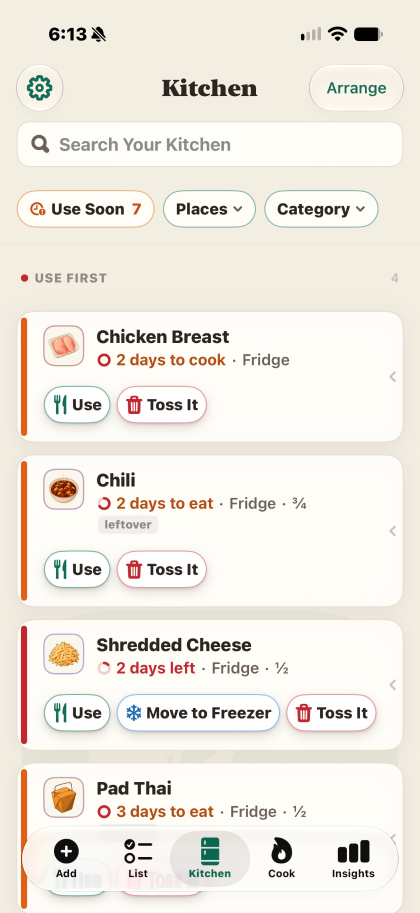 6:13
Kitchen
Arrange
Search Your Kitchen
Use Soon 7
Places
Category
USE FIRST
4
Chicken Breast
2 days to cook · Fridge
Use
Toss It
Chili
2 days to eat · Fridge · ¾
leftover
Use
Toss It
Shredded Cheese
2 days left · Fridge · ½
Use
Move to Freezer
Toss It
Pad Thai
3 days to eat · Fridge · ½
Add
List
Kitchen
Cook
Insights